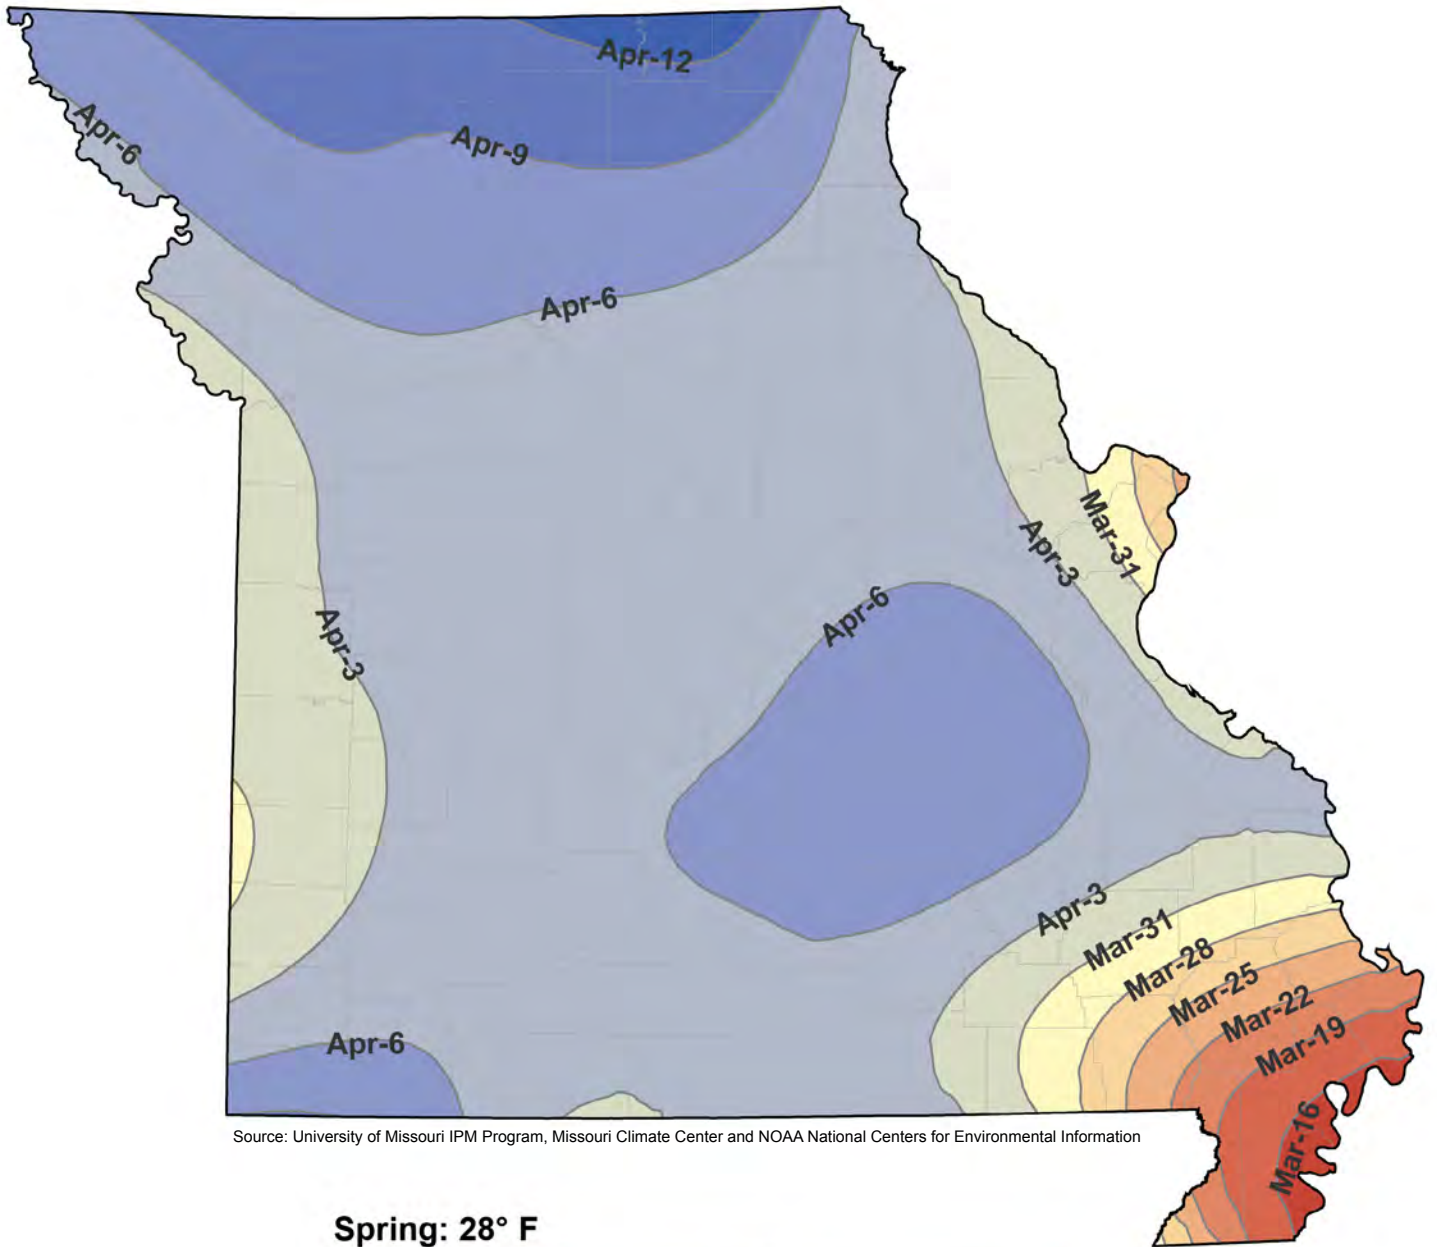 Apr-12
Apr-6
Apr-9
Apr-6
Mar-31
Apr-3
Apr-6
Apr-3
Apr-3
Mar-31
Mar-28
Mar-25
Mar-22
Mar-19
Apr-6
Mar-16
Source: University of Missouri IPM Program, Missouri Climate Center and NOAA National Centers for Environmental Information
Spring: 28° F